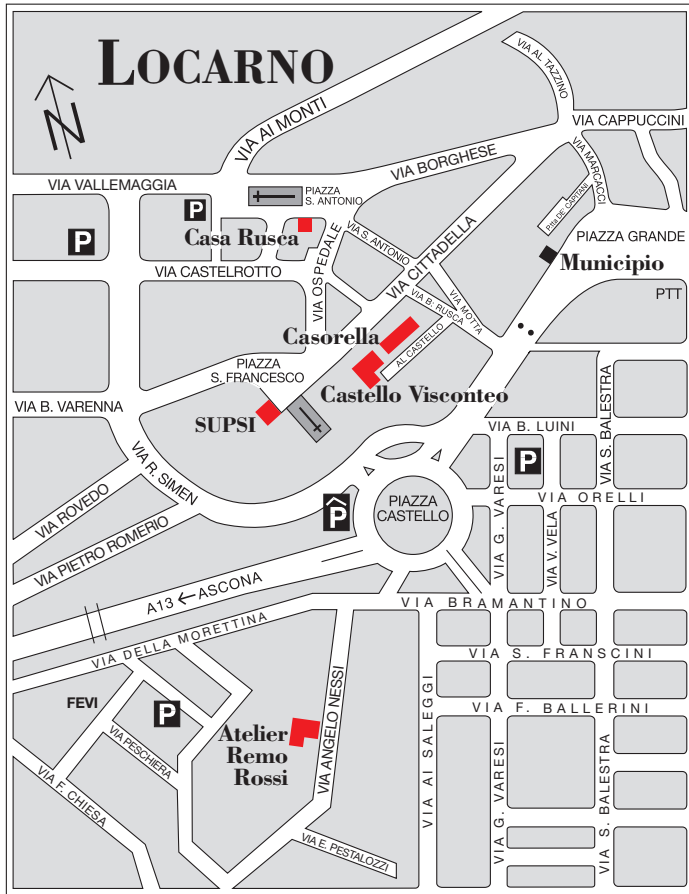 LOCARNO
N
VIA AL TAZZINO
VIA CAPPUCCINI
VIA AI MONTI
VIA BORGHESE
VIA MARCACCI
VIA VALLEMAGGIA
PIAZZA
S. ANTONIO
Ptta DE' CAPITANI
P
P
Casa Rusca
VIA OSPEDALE
VIA S. ANTONIO
VIA CITTADELLA
PIAZZA GRANDE
Municipio
VIA CASTELROTTO
VIA B. RUSCA
VIA MOTTA
PTT
Casorella
AL CASTELLO
PIAZZA
S. FRANCESCO
Castello Visconteo
VIA B. VARENNA
SUPSI
VIA B. LUINI
VIA S. BALESTRA
VIA R. SIMEN
P
VIA G. VARESI
VIA ROVEDO
P
PIAZZA
CASTELLO
VIA ORELLI
VIA V. VELA
VIA PIETRO ROMERIO
A13 ← ASCONA
VIA BRAMANTINO
VIA DELLA MORETTINA
VIA S. FRANSCINI
FEVI
P
VIA F. BALLERINI
VIA PESCHIERA
Atelier
Remo
Rossi
VIA ANGELO NESSI
VIA AI SALEGGI
VIA G. VARESI
VIA S. BALESTRA
VIA F. CHIESA
VIA E. PESTALOZZI